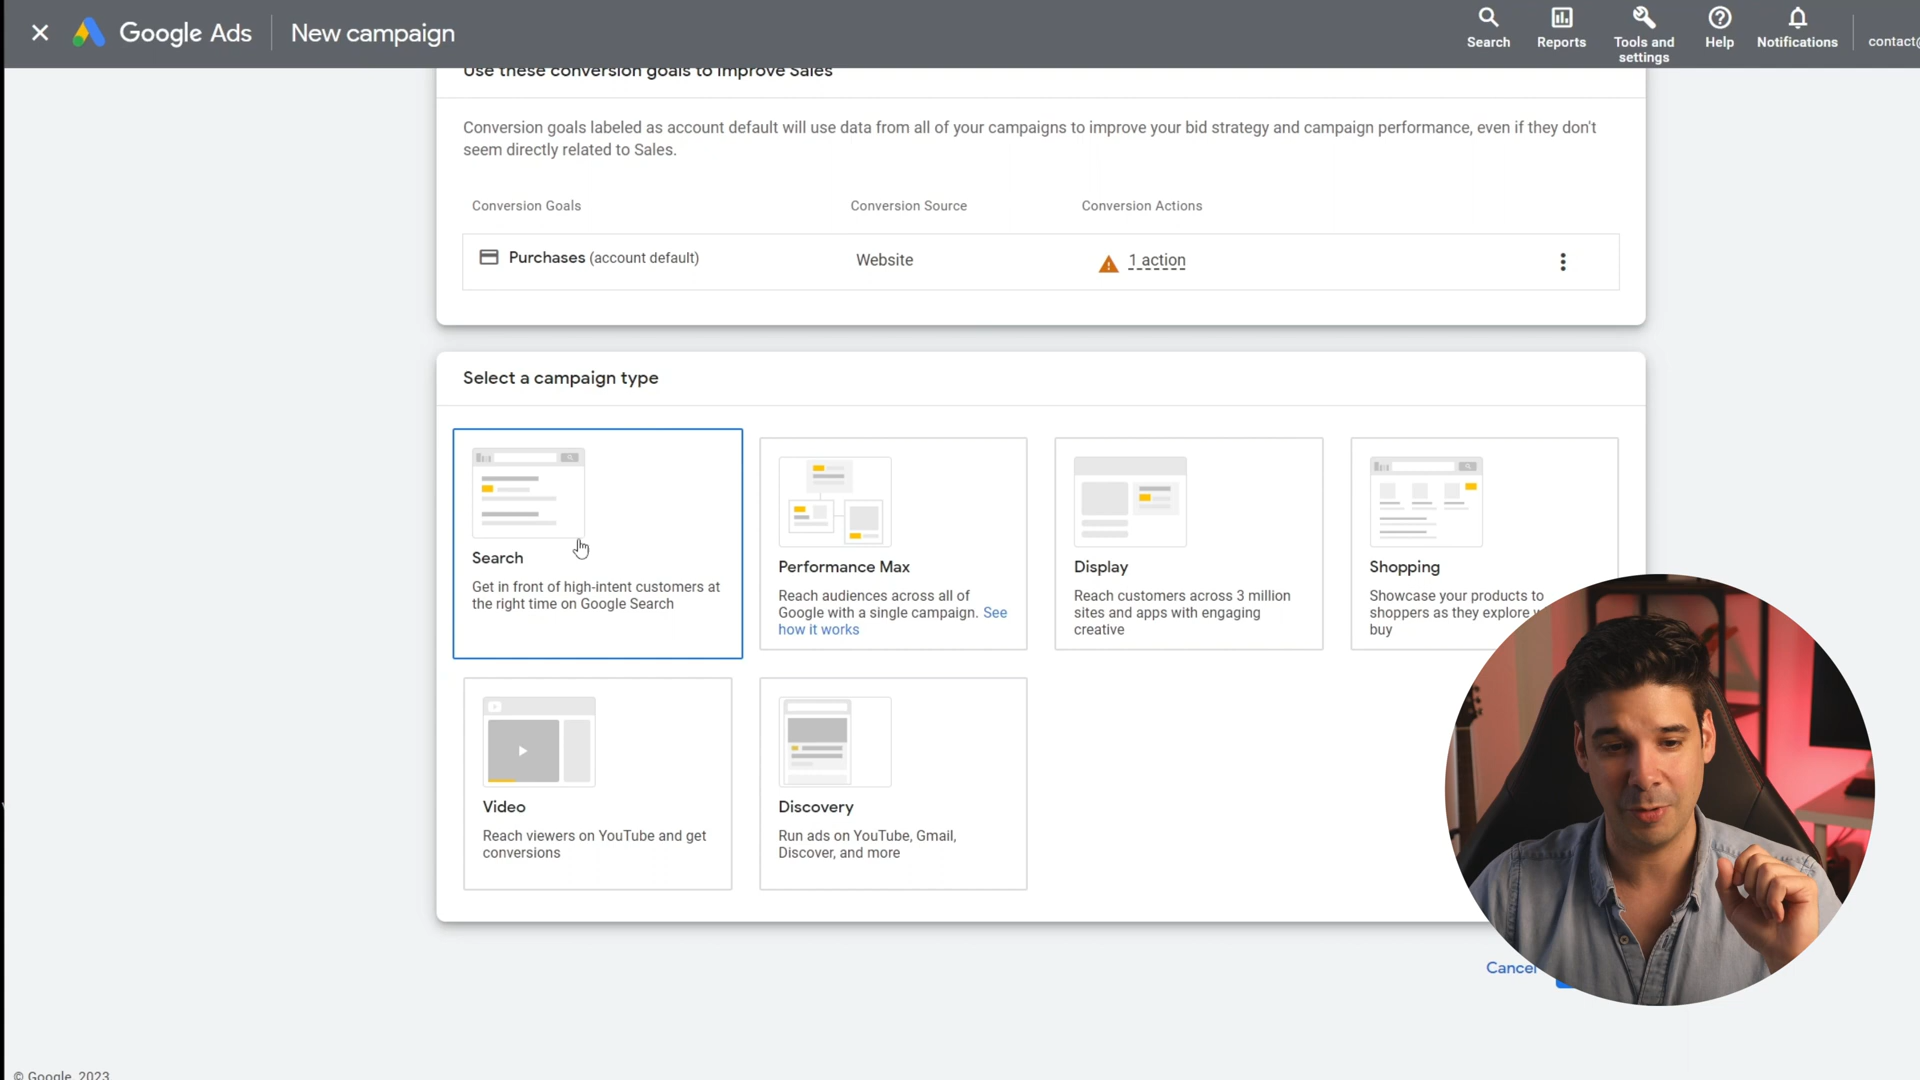 Google Ads
New campaign
Search
Reports
Tools and
settings
Help
Notifications
contact@
Use these conversion goals to improve Sales
Conversion goals labeled as account default will use data from all of your campaigns to improve your bid strategy and campaign performance, even if they don't
seem directly related to Sales.
Conversion Goals
Conversion Source
Conversion Actions
Purchases (account default)
Website
1 action
Select a campaign type
Search
Get in front of high-intent customers at
the right time on Google Search
Performance Max
Reach audiences across all of
Google with a single campaign. See
how it works
Display
Reach customers across 3 million
sites and apps with engaging
creative
Shopping
Showcase your products to
shoppers as they explore
buy
Video
Reach viewers on YouTube and get
conversions
Discovery
Run ads on YouTube, Gmail,
Discover, and more
Cancel
© Google, 2023